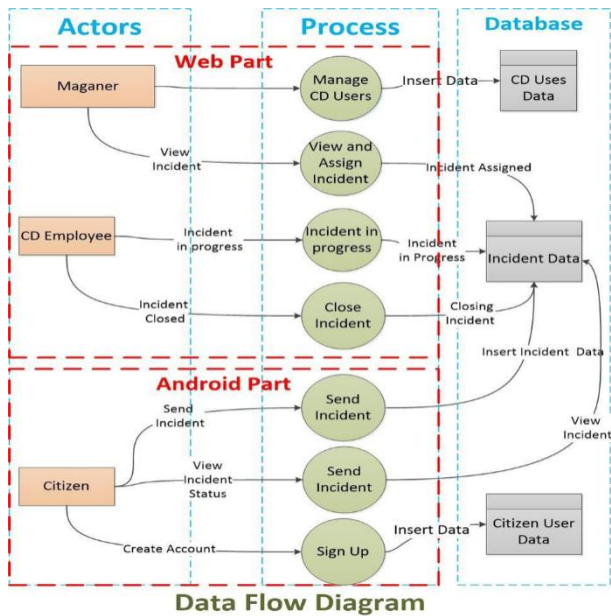 Actors
Process
Database
Web Part
Maganer
Manage
CD Users
Insert Data
CD Uses
Data
View
Incident
View and
Assign
Incident
Incident Assigned
CD Employee
Incident
in progress
Incident in
progress
Incident
in Progress
Incident Data
Incident
Closed
Close
Incident
Closing
Incident
Insert Incident Data
Android Part
Send
Incident
Send
Incident
View
Incident
Citizen
View
Incident
Status
Send
Incident
Create Account
Sign Up
Insert Data
Citizen User
Data
Data Flow Diagram